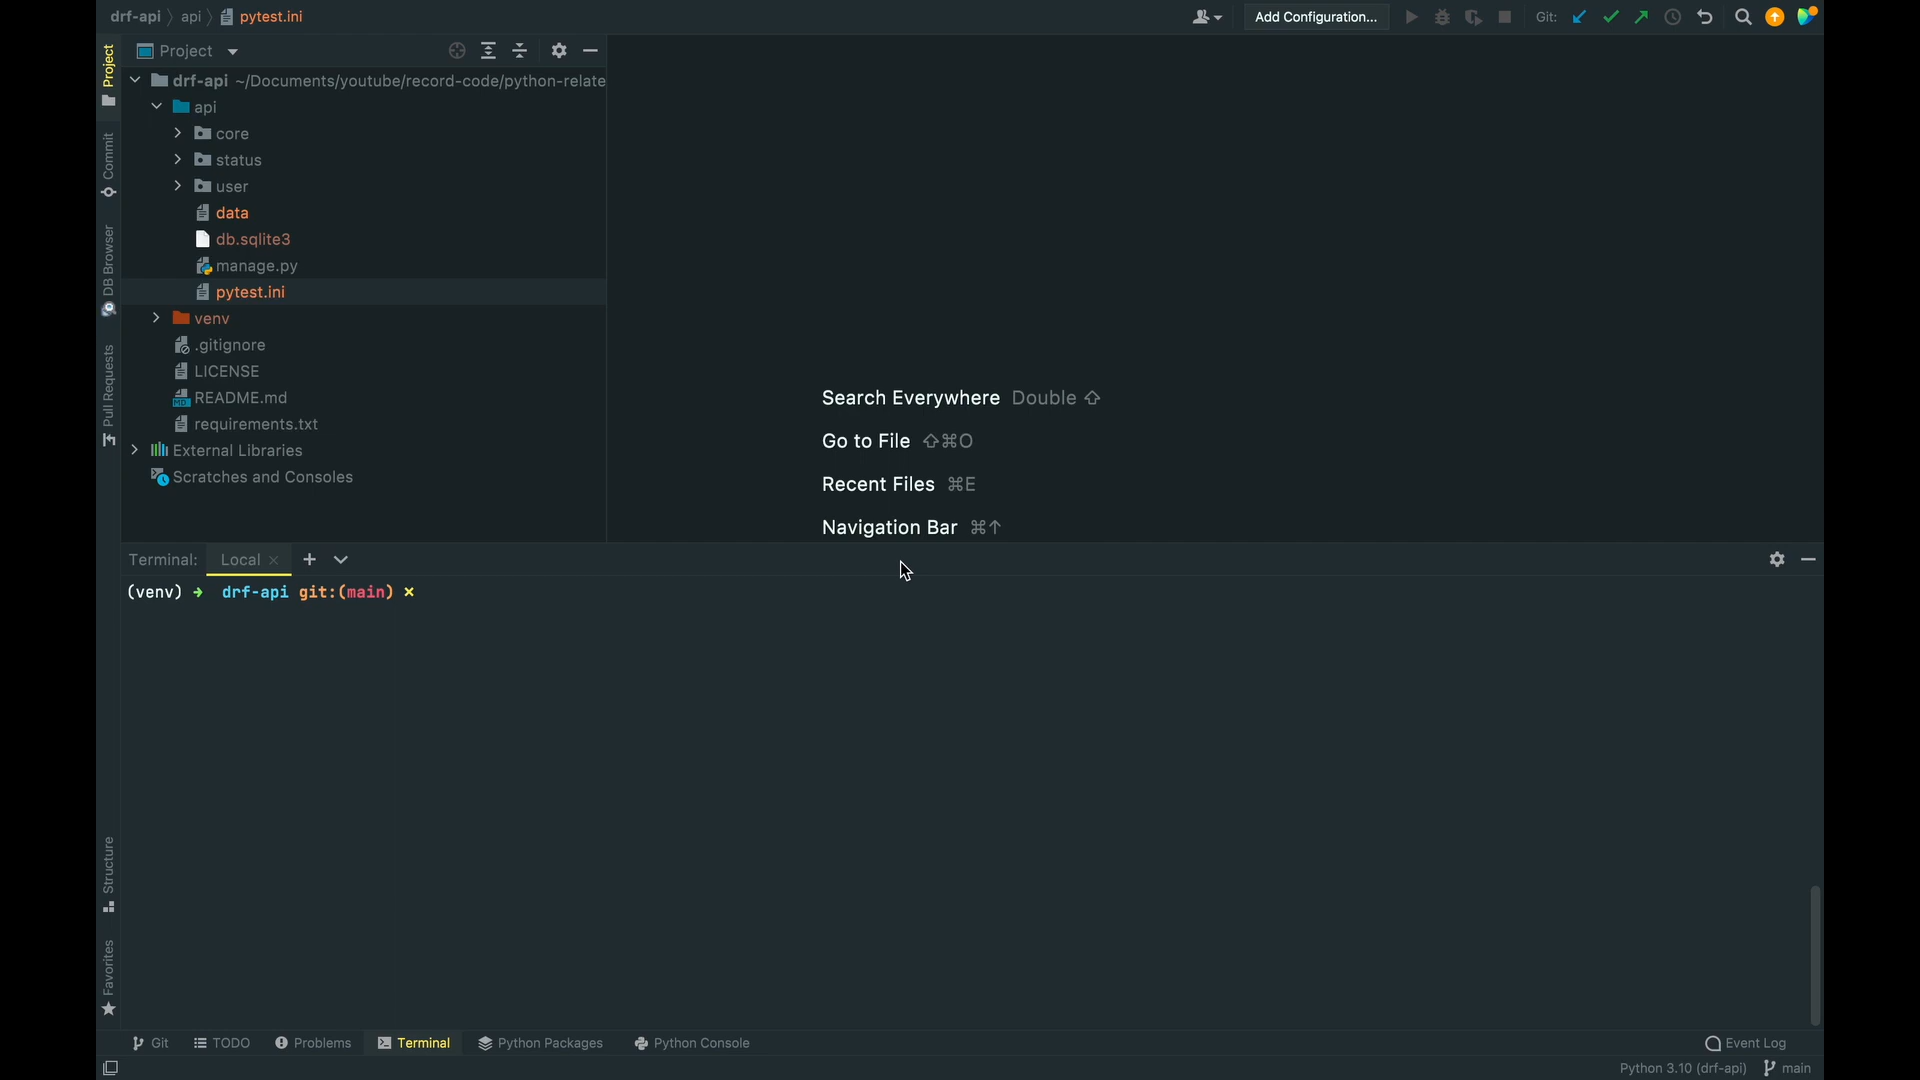 drf-api 〉 api 〉 pytest.ini
Add Configuration...
Git:
Project
Project
drf-api ~/Documents/youtube/record-code/python-relate
api
core
status
user
data
db.sqlite3
manage.py
pytest.ini
venv
.gitignore
LICENSE
README.md
requirements.txt
External Libraries
Scratches and Consoles
Commit
DB Browser
Pull Requests
Structure
Favorites
Search Everywhere Double ⇧
Go to File ⇧⌘O
Recent Files ⌘E
Navigation Bar ⌘↑
Terminal: Local × +
(venv) ➜ drf-api git:(main) ×
Git TODO Problems Terminal Python Packages Python Console Event Log
Python 3.10 (drf-api) main